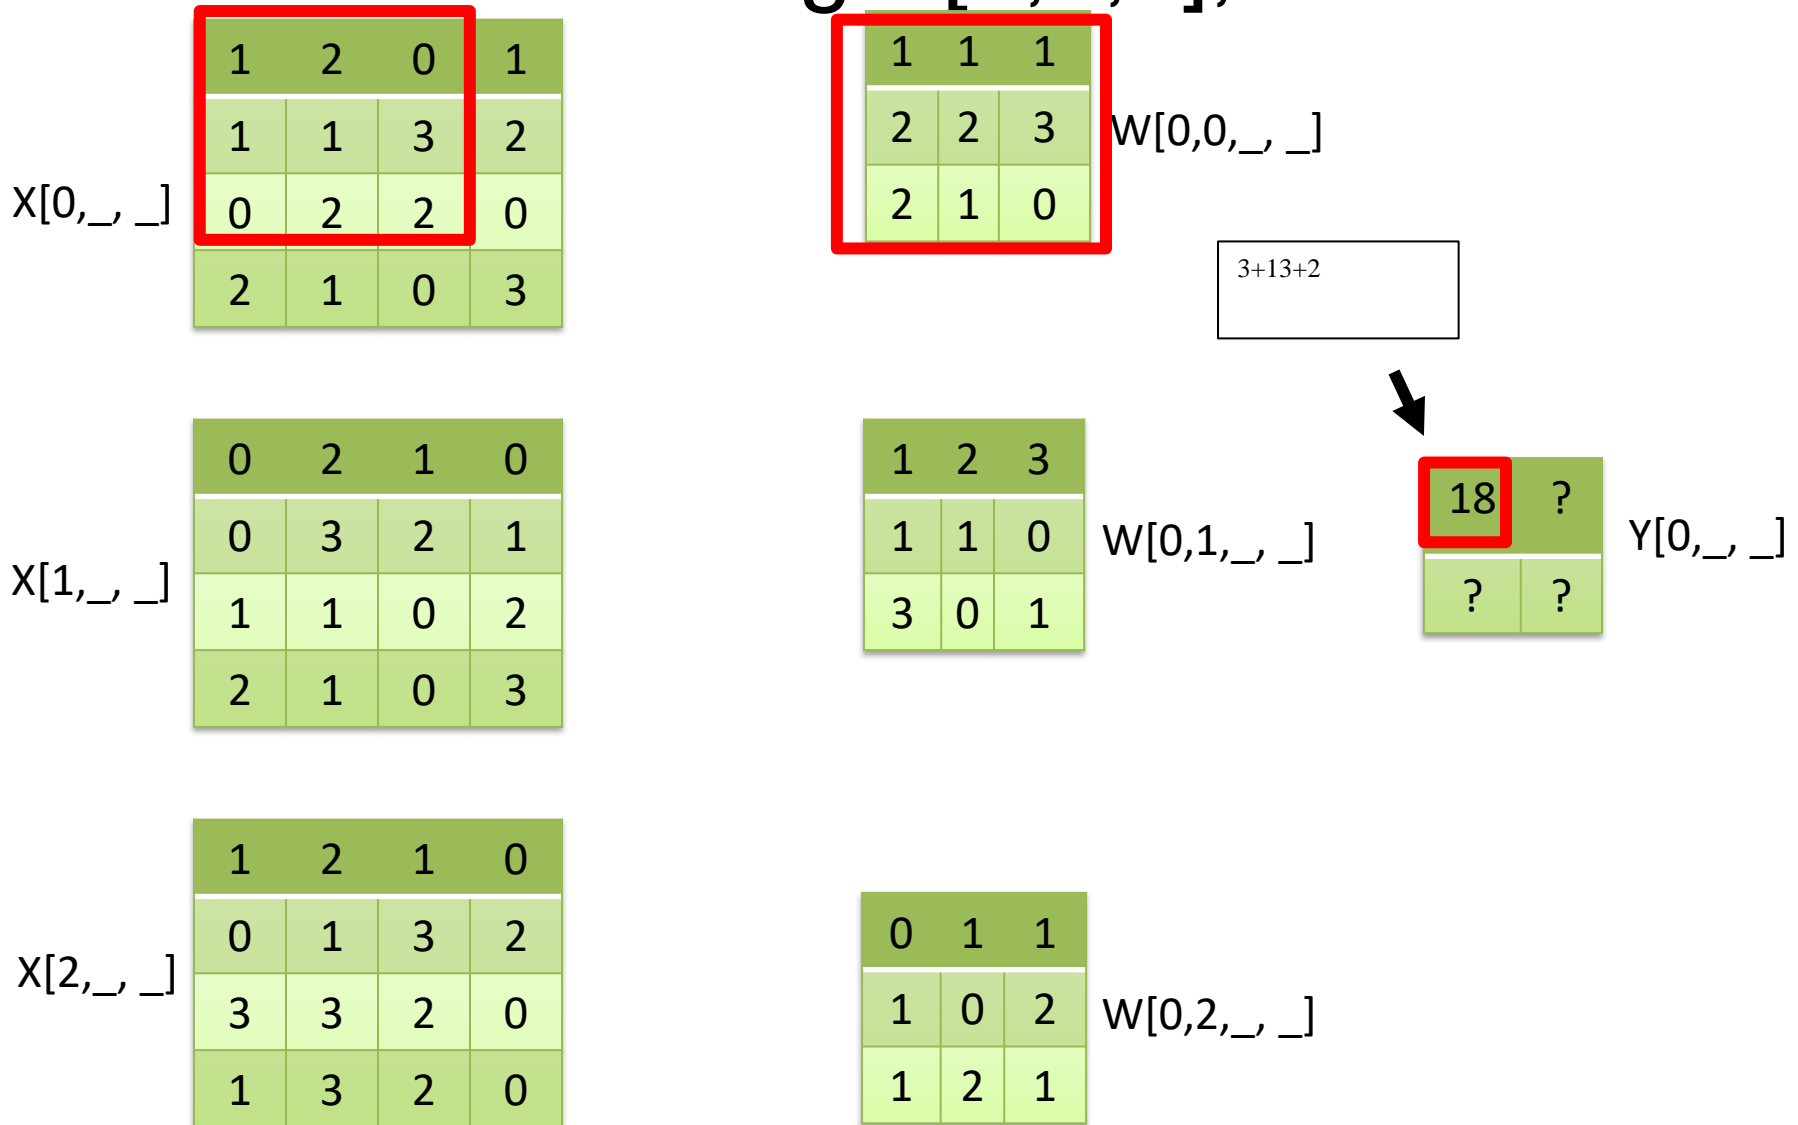 X[0,_, _]
1 2 0 1
1 1 3 2
0 2 2 0
2 1 0 3
1 1 1
2 2 3
2 1 0
W[0,0,_, _]
3+13+2
X[1,_, _]
0 2 1 0
0 3 2 1
1 1 0 2
2 1 0 3
1 2 3
1 1 0
3 0 1
W[0,1,_, _]
18 ?
? ?
Y[0,_, _]
X[2,_, _]
1 2 1 0
0 1 3 2
3 3 2 0
1 3 2 0
0 1 1
1 0 2
1 2 1
W[0,2,_, _]